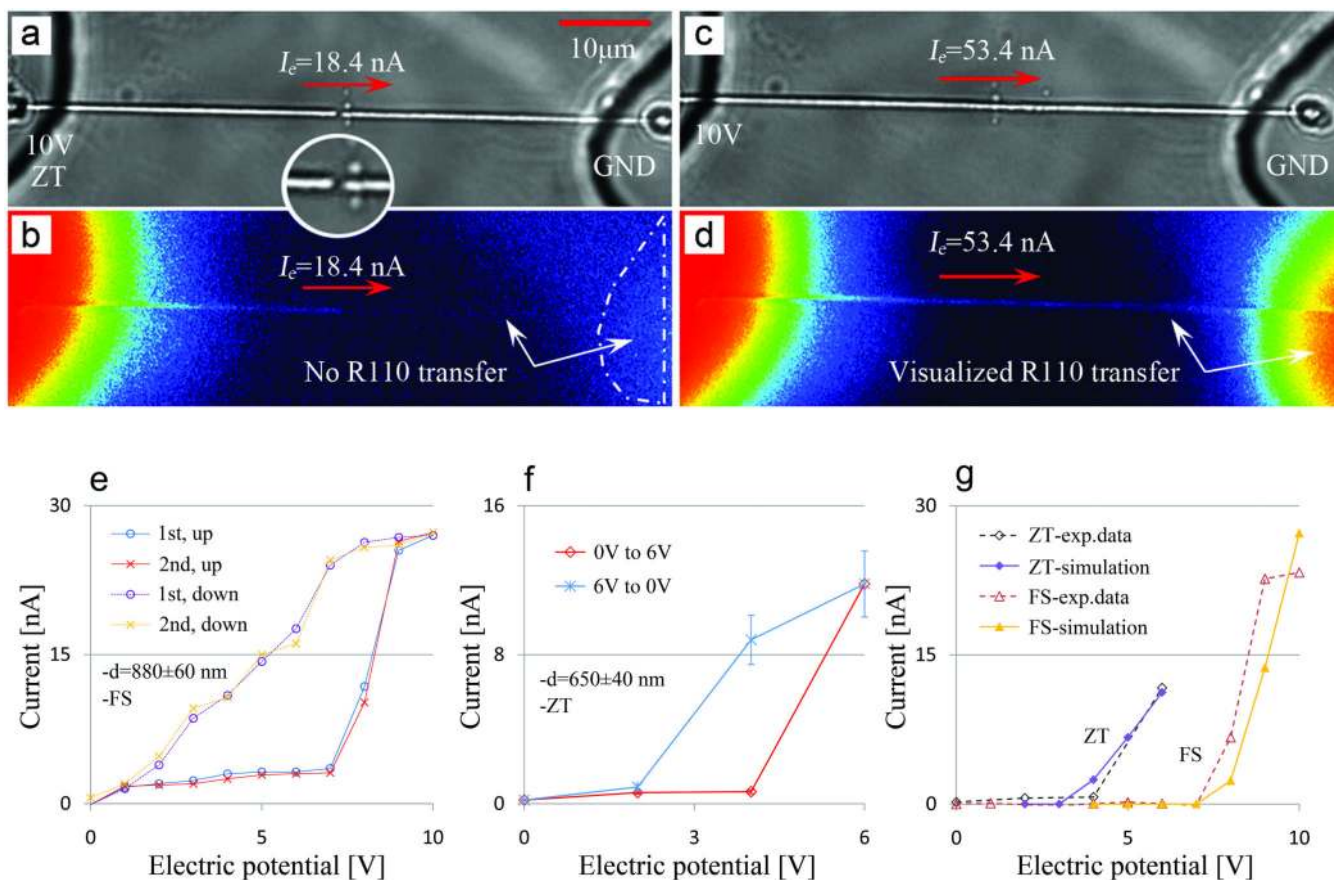 a
Iₑ=18.4 nA
10μm
10V
ZT
GND
c
Iₑ=53.4 nA
10V
GND
b
Iₑ=18.4 nA
No R110 transfer
d
Iₑ=53.4 nA
Visualized R110 transfer
e
30
15
0
Current [nA]
1st, up
2nd, up
1st, down
2nd, down
-d=880±60 nm
-FS
0 5 10
Electric potential [V]
f
16
8
0
Current [nA]
0V to 6V
6V to 0V
-d=650±40 nm
-ZT
0 3 6
Electric potential [V]
g
30
15
0
Current [nA]
ZT-exp.data
ZT-simulation
FS-exp.data
FS-simulation
ZT
FS
0 5 10
Electric potential [V]